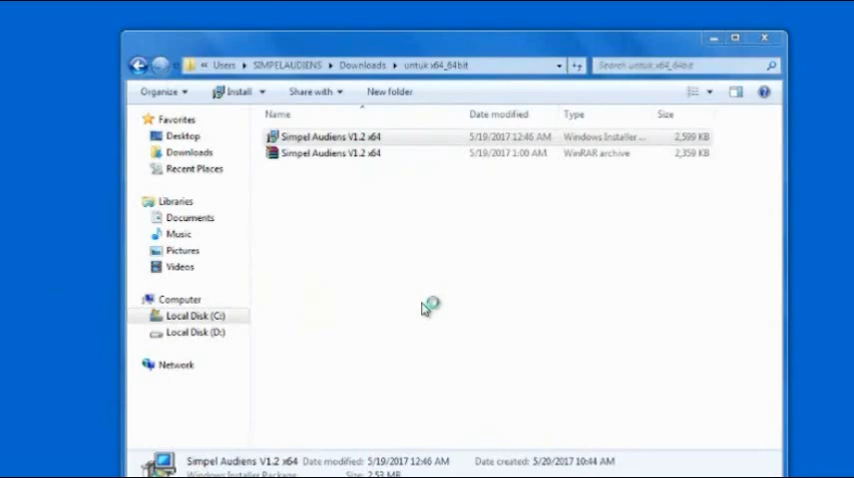 « Users ▸ SIMPELAUDIENS ▸ Downloads ▸ untuk x64_64bit
Search untuk x64_64bit
Organize Install Share with New folder
Name Date modified Type Size
Simpel Audiens V1.2 x64 5/19/2017 12:46 AM Windows Installer ... 2,599 KB
Simpel Audiens V1.2 x64 5/19/2017 1:00 AM WinRAR archive 2,359 KB
Favorites
Desktop
Downloads
Recent Places
Libraries
Documents
Music
Pictures
Videos
Computer
Local Disk (C:)
Local Disk (D:)
Network
Simpel Audiens V1.2 x64 Date modified: 5/19/2017 12:46 AM Date created: 5/20/2017 10:44 AM
Windows Installer Package Size: 2.53 MB